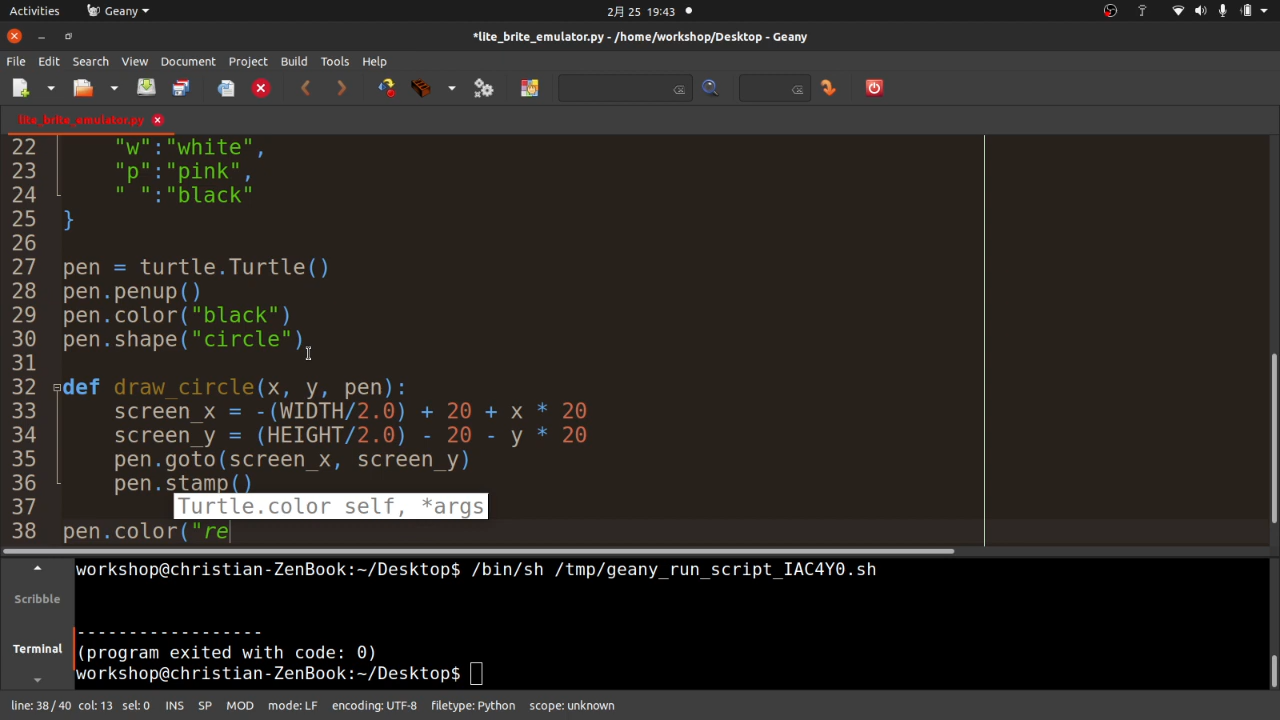 Activities
Geany
2月 25 19:43
*lite_brite_emulator.py - /home/workshop/Desktop - Geany
File Edit Search View Document Project Build Tools Help
lite_brite_emulator.py
22 "w":"white",
23 "p":"pink",
24 " ":"black"
25 }
26
27 pen = turtle.Turtle()
28 pen.penup()
29 pen.color("black")
30 pen.shape("circle")
31
32 def draw_circle(x, y, pen):
33 screen_x = -(WIDTH/2.0) + 20 + x * 20
34 screen_y = (HEIGHT/2.0) - 20 - y * 20
35 pen.goto(screen_x, screen_y)
36 pen.stamp()
37
Turtle.color self, *args
38 pen.color("re
workshop@christian-ZenBook:~/Desktop$ /bin/sh /tmp/geany_run_script_IAC4Y0.sh
Scribble
------------------
Terminal
(program exited with code: 0)
workshop@christian-ZenBook:~/Desktop$
line: 38 / 40 col: 13 sel: 0 INS SP MOD mode: LF encoding: UTF-8 filetype: Python scope: unknown